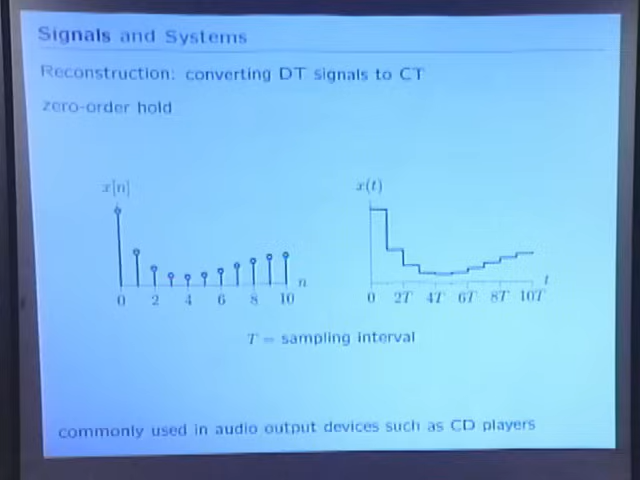 Signals and Systems
Reconstruction: converting DT signals to CT
zero-order hold
x[n]
x(t)
n
t
0 2 4 6 8 10
0 2T 4T 6T 8T 10T
T = sampling interval
commonly used in audio output devices such as CD players